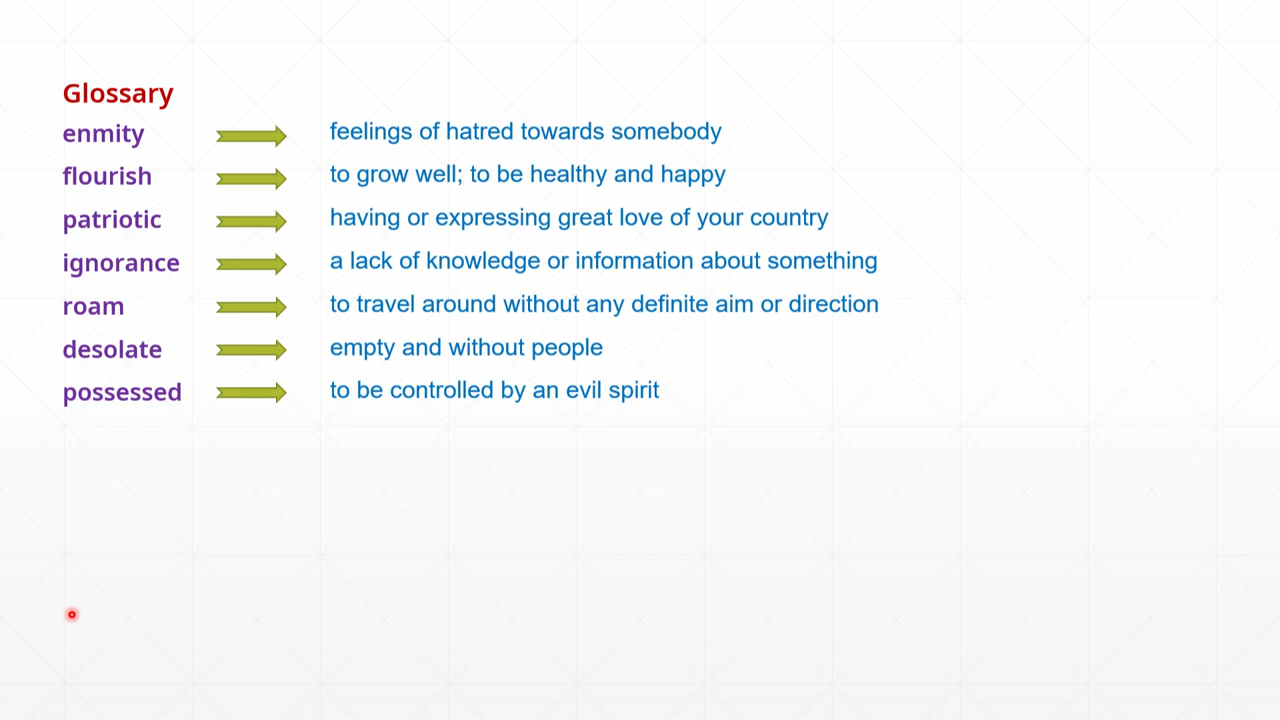 Glossary
enmity feelings of hatred towards somebody
flourish to grow well; to be healthy and happy
patriotic having or expressing great love of your country
ignorance a lack of knowledge or information about something
roam to travel around without any definite aim or direction
desolate empty and without people
possessed to be controlled by an evil spirit